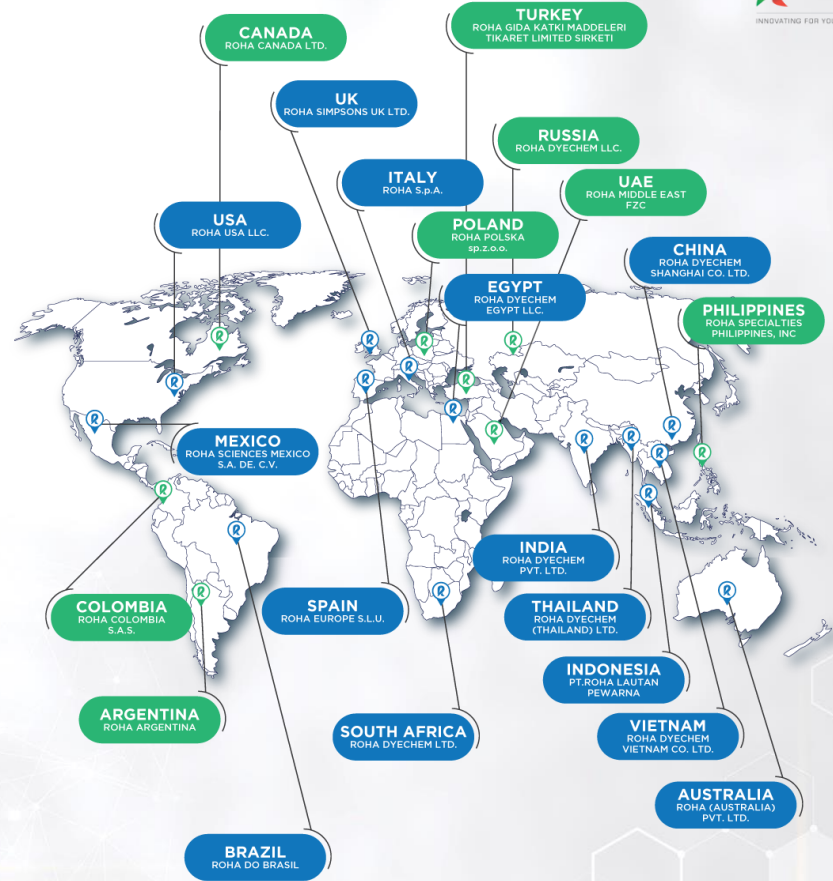 INNOVATING FOR
CANADA
ROHA CANADA LTD.
TURKEY
ROHA GIDA KATKI MADDELERI
TIKARET LIMITED SIRKETI
UK
ROHA SIMPSONS UK LTD.
RUSSIA
ROHA DYECHEM LLC.
ITALY
ROHA S.p.A.
UAE
ROHA MIDDLE EAST
FZC
USA
ROHA USA LLC.
POLAND
ROHA POLSKA
sp.z.o.o.
CHINA
ROHA DYECHEM
SHANGHAI CO. LTD.
EGYPT
ROHA DYECHEM
EGYPT LLC.
PHILIPPINES
ROHA SPECIALTIES
PHILIPPINES, INC
MEXICO
ROHA SCIENCES MEXICO
S.A. DE. C.V.
INDIA
ROHA DYECHEM
PVT. LTD.
COLOMBIA
ROHA COLOMBIA
S.A.S.
SPAIN
ROHA EUROPE S.L.U.
THAILAND
ROHA DYECHEM
(THAILAND) LTD.
INDONESIA
PT.ROHA LAUTAN
PEWARNA
ARGENTINA
ROHA ARGENTINA
SOUTH AFRICA
ROHA DYECHEM LTD.
VIETNAM
ROHA DYECHEM
VIETNAM CO. LTD.
AUSTRALIA
ROHA (AUSTRALIA)
PVT. LTD.
BRAZIL
ROHA DO BRASIL